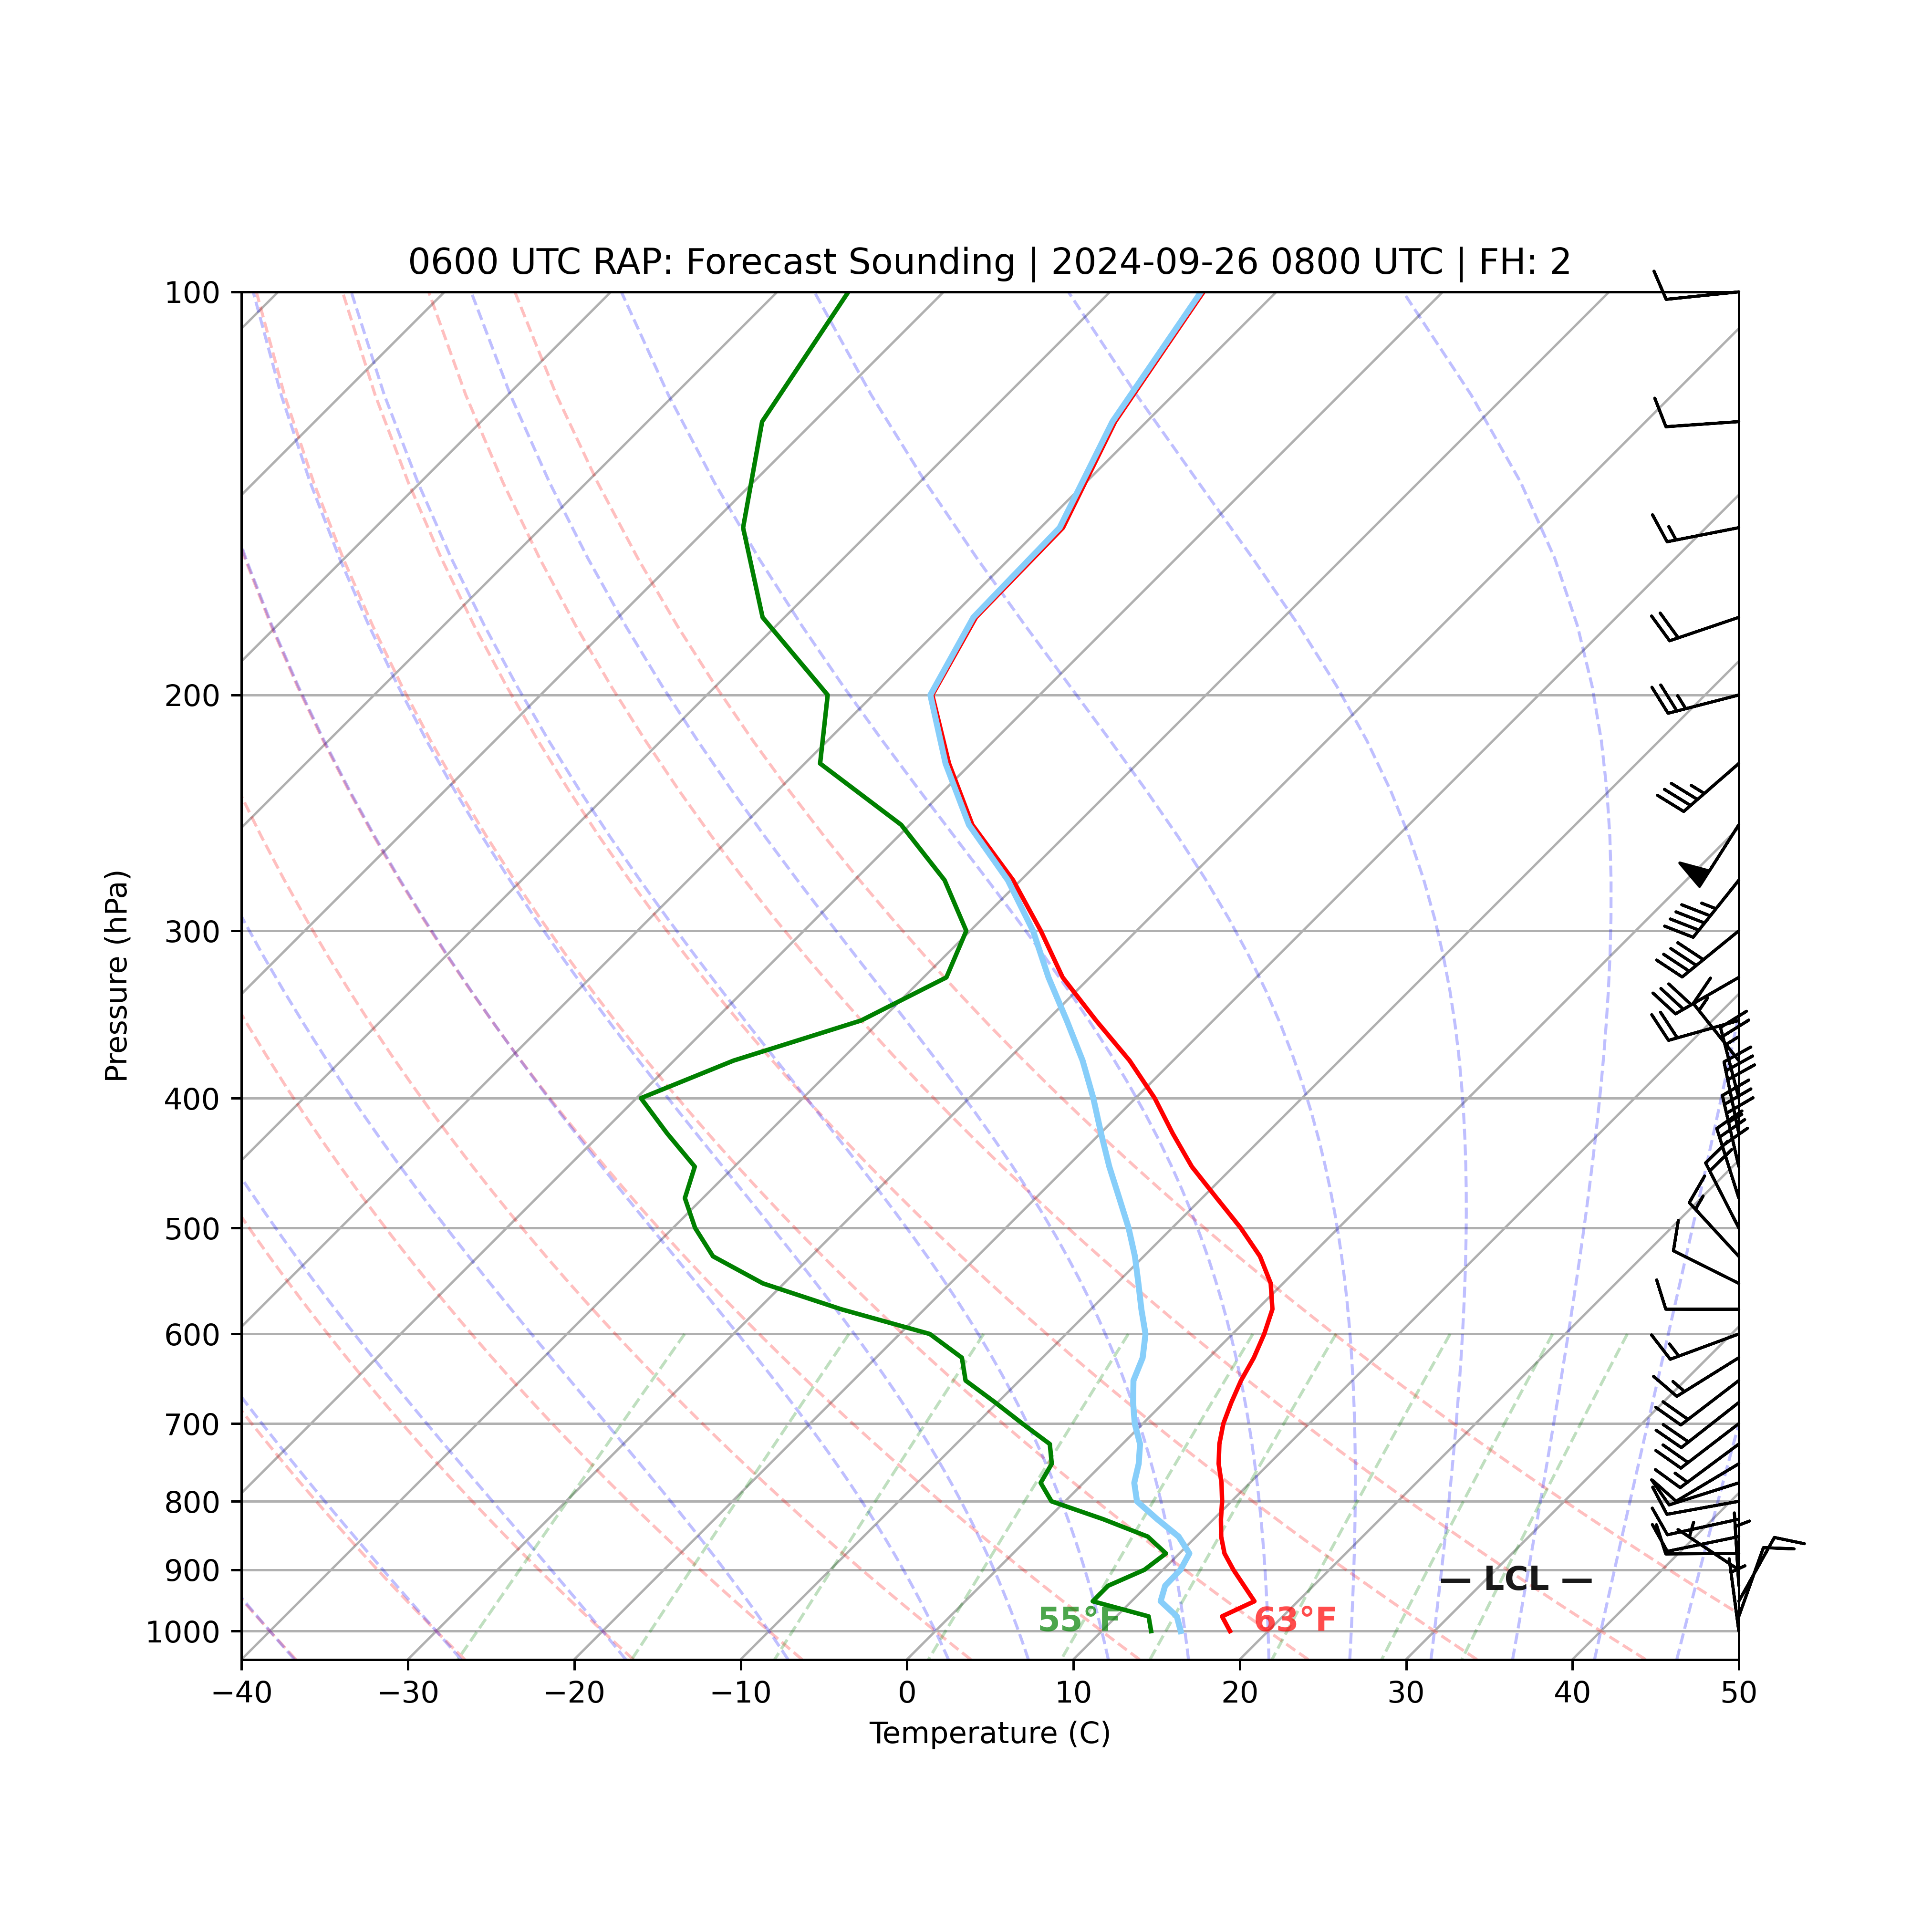 0600 UTC RAP: Forecast Sounding | 2024-09-26 0800 UTC | FH: 2
100
200
300
400
500
600
700
800
900
1000
Pressure (hPa)
— LCL —
55°F
63°F
−40 −30 −20 −10 0 10 20 30 40 50
Temperature (C)